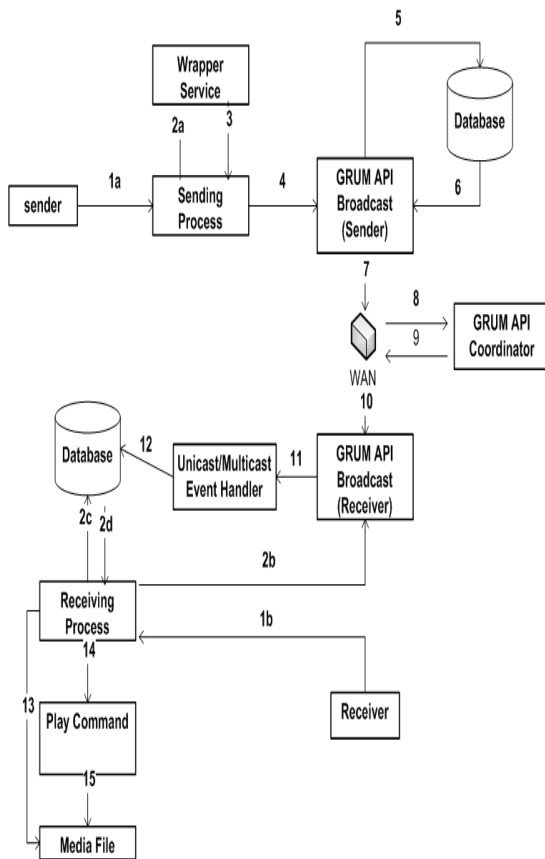 5
Wrapper
Service
2a
3
Database
1a
4
6
sender
Sending
Process
GRUM API
Broadcast
(Sender)
7
8
9
GRUM API
Coordinator
WAN
10
12
11
Database
Unicast/Multicast
Event Handler
GRUM API
Broadcast
(Receiver)
2c
2d
2b
Receiving
Process
1b
14
13
Play Command
Receiver
15
Media File